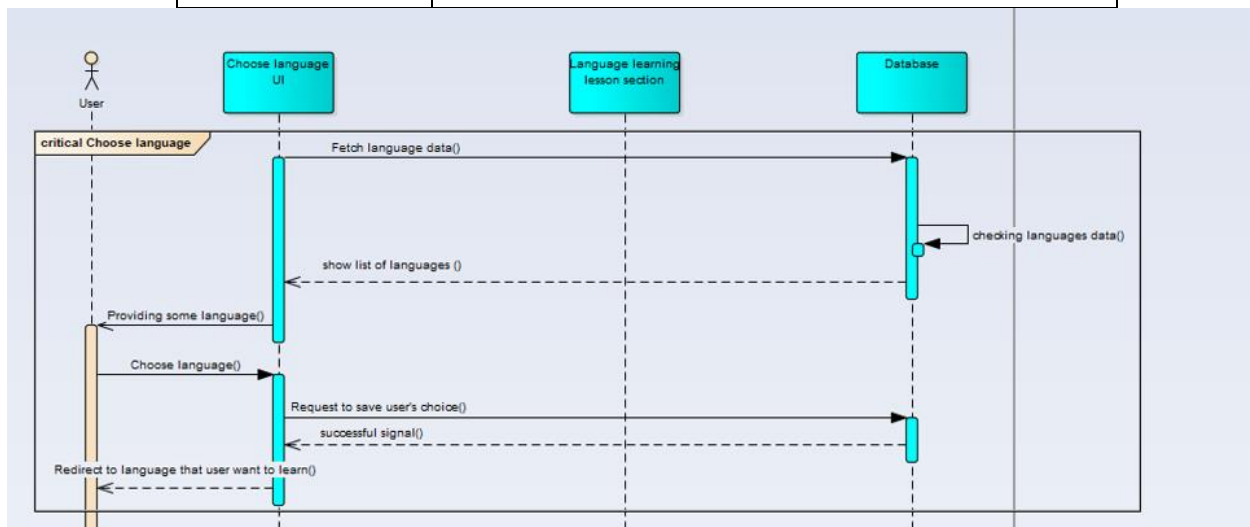 Choose language
UI
Language learning
lesson section
Database
User
critical Choose language
Fetch language data()
checking languages data()
show list of languages ()
Providing some language()
Choose language()
Request to save user's choice()
successful signal()
Redirect to language that user want to learn()